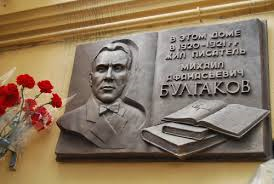 В ЭТОМ ДОМЕ
В 1920-1921 г.г.
ЖИЛ ПИСАТЕЛЬ
МИХАИЛ
АФАНАСЬЕВИЧ
БУЛГАКОВ